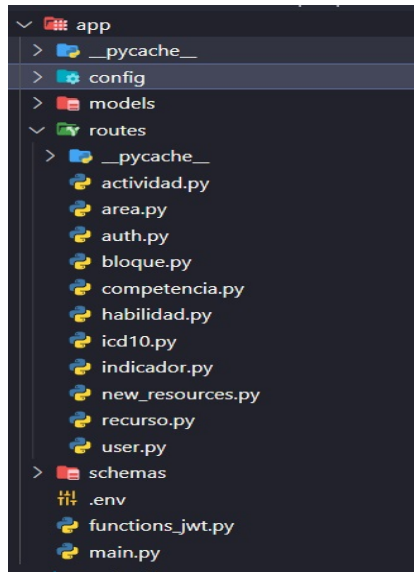 app
__pycache__
config
models
routes
__pycache__
actividad.py
area.py
auth.py
bloque.py
competencia.py
habilidad.py
icd10.py
indicador.py
new_resources.py
recurso.py
user.py
schemas
.env
functions_jwt.py
main.py